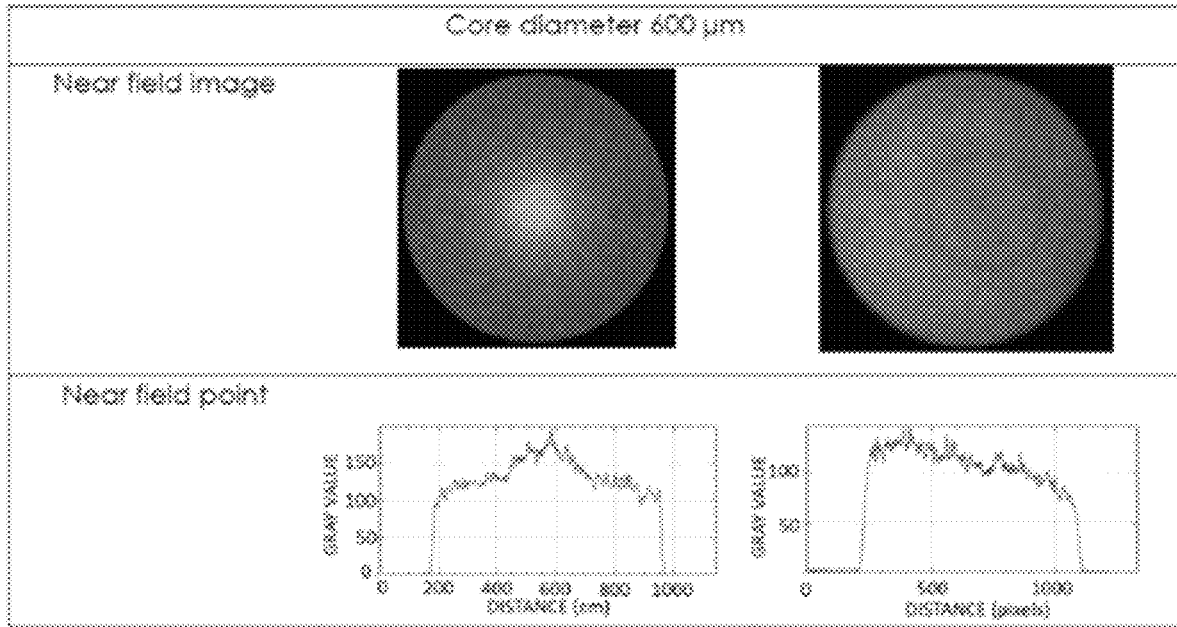 Core diameter 600 µm
Near field image
Near field point
GRAY VALUE
150
100
50
0
0 200 400 600 800 1000
DISTANCE (nm)
GRAY VALUE
100
50
0 500 1000
DISTANCE (pixels)